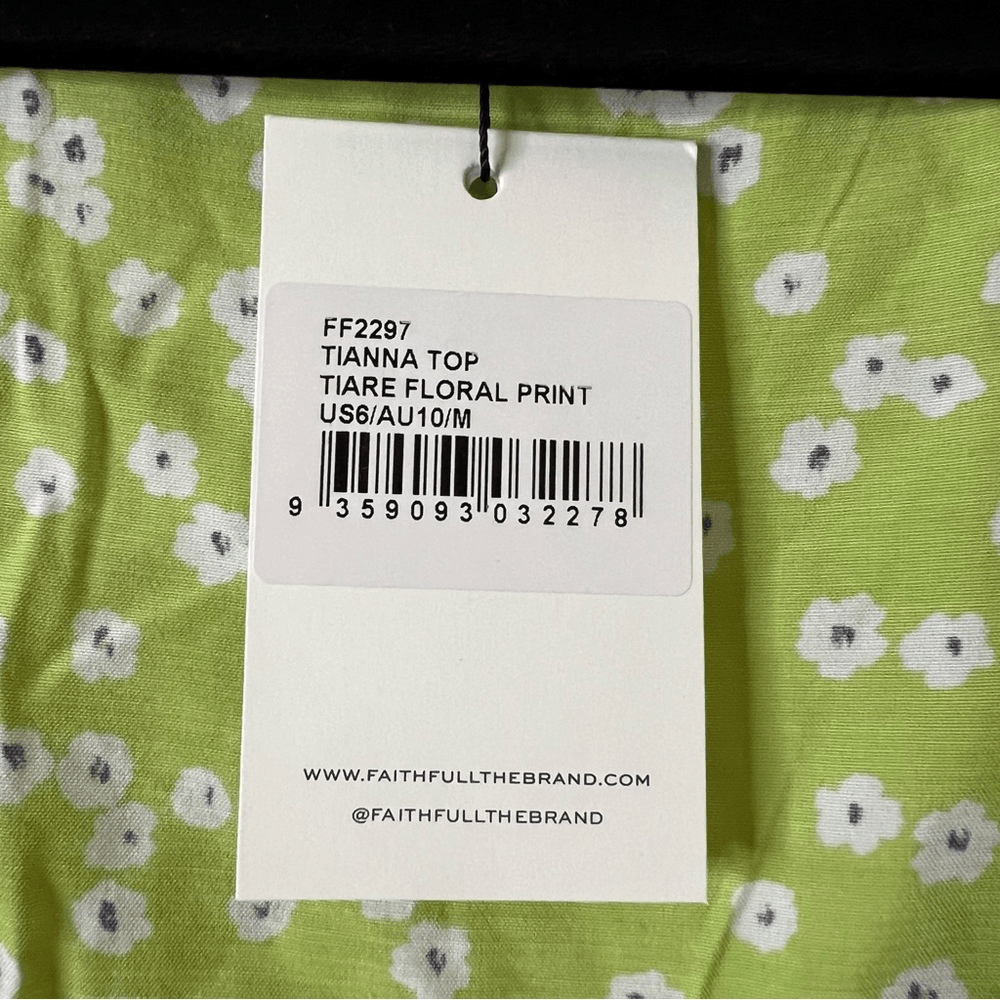 FF2297
TIANNA TOP
TIARE FLORAL PRINT
US6/AU10/M
9 359093 032278
WWW.FAITHFULLTHEBRAND.COM
@FAITHFULLTHEBRAND